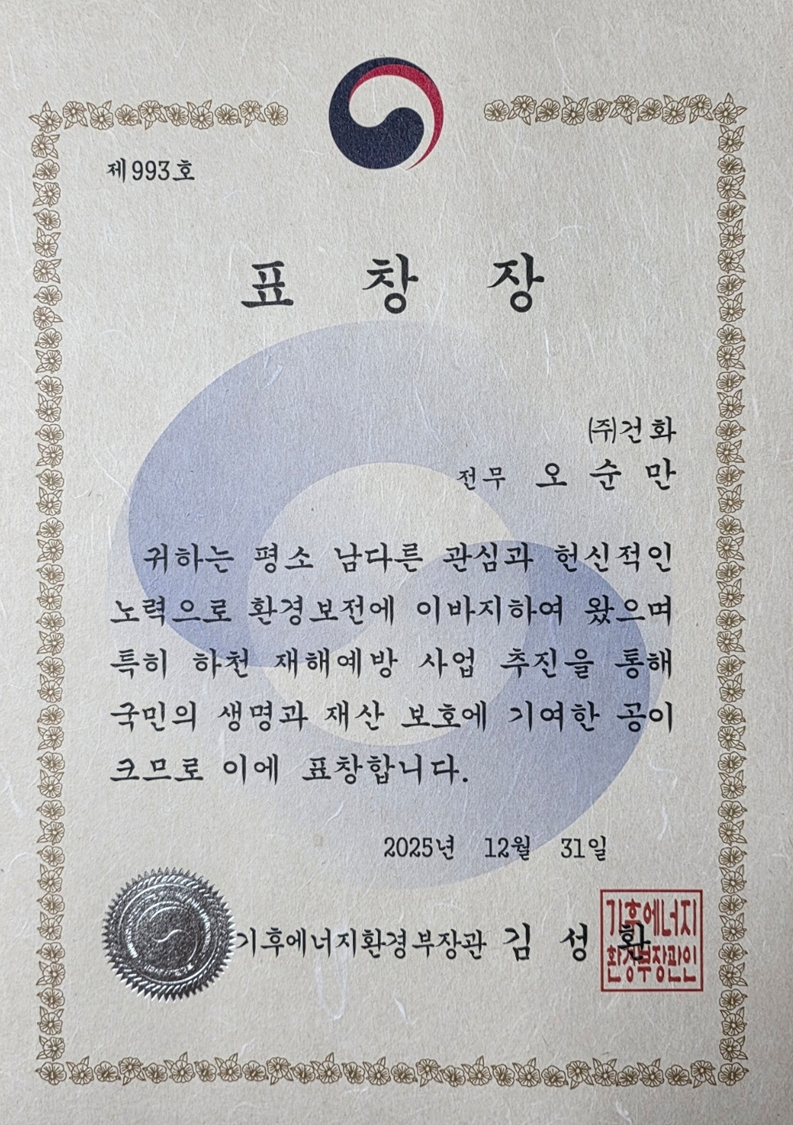 제993호
표 창 장
(주)건화
전무 오 순 만
귀하는 평소 남다른 관심과 헌신적인
노력으로 환경보전에 이바지하여 왔으며
특히 하천 재해예방 사업 추진을 통해
국민의 생명과 재산 보호에 기여한 공이
크므로 이에 표창합니다.
2025년 12월 31일
기후에너지환경부장관 김 성 환
기후에너지
환경부장관인